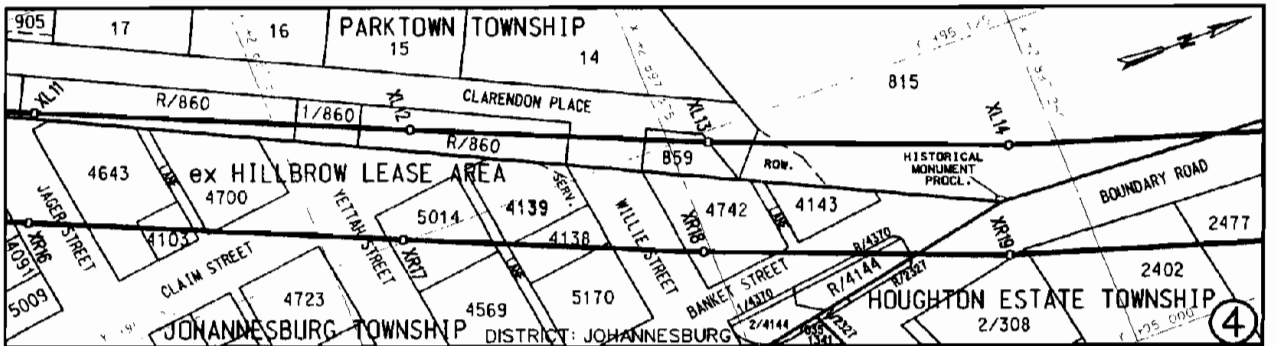 905
17
16
PARKTOWN TOWNSHIP
15
14
815
N
XL11
R/860
1/860
XL12
R/860
CLARENDON PLACE
XL13
859
ROW.
XL14
HISTORICAL
MONUMENT
PROCL.
BOUNDARY ROAD
ex HILLBROW LEASE AREA
4643
LANE
4700
4103
JAGER STREET
XR16
5009
CLAIM STREET
YETTAH STREET
5014
XR17
4139
SERV.
4138
LANE
WILLIE STREET
4742
XR18
LANE
4143
R/4370
R/4144
R/2327
1/4370
2/4144
BANKET STREET
XR19
2477
2402
4723
4569
5170
JOHANNESBURG TOWNSHIP
DISTRICT: JOHANNESBURG
HOUGHTON ESTATE TOWNSHIP
2/308
4